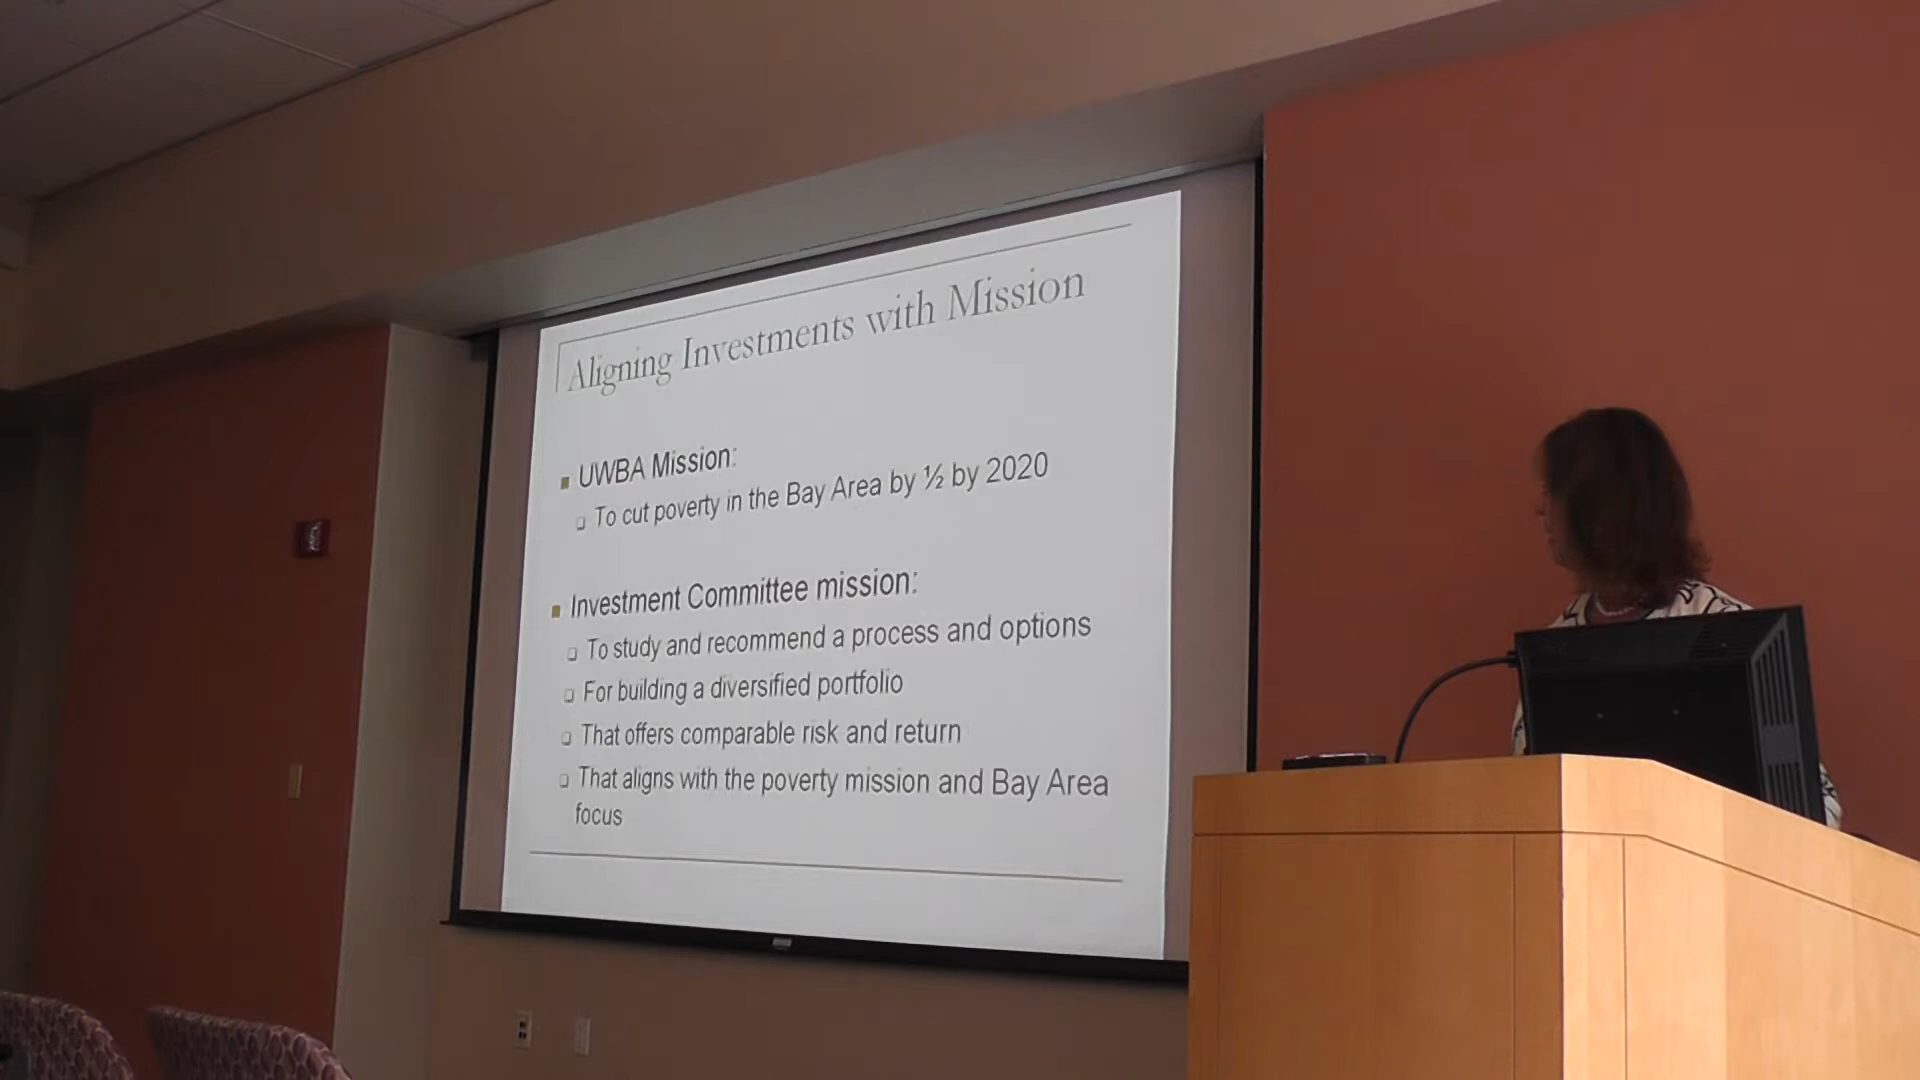 Aligning Investments with Mission
UWBA Mission:
To cut poverty in the Bay Area by ½ by 2020
Investment Committee mission:
To study and recommend a process and options
For building a diversified portfolio
That offers comparable risk and return
That aligns with the poverty mission and Bay Area
focus